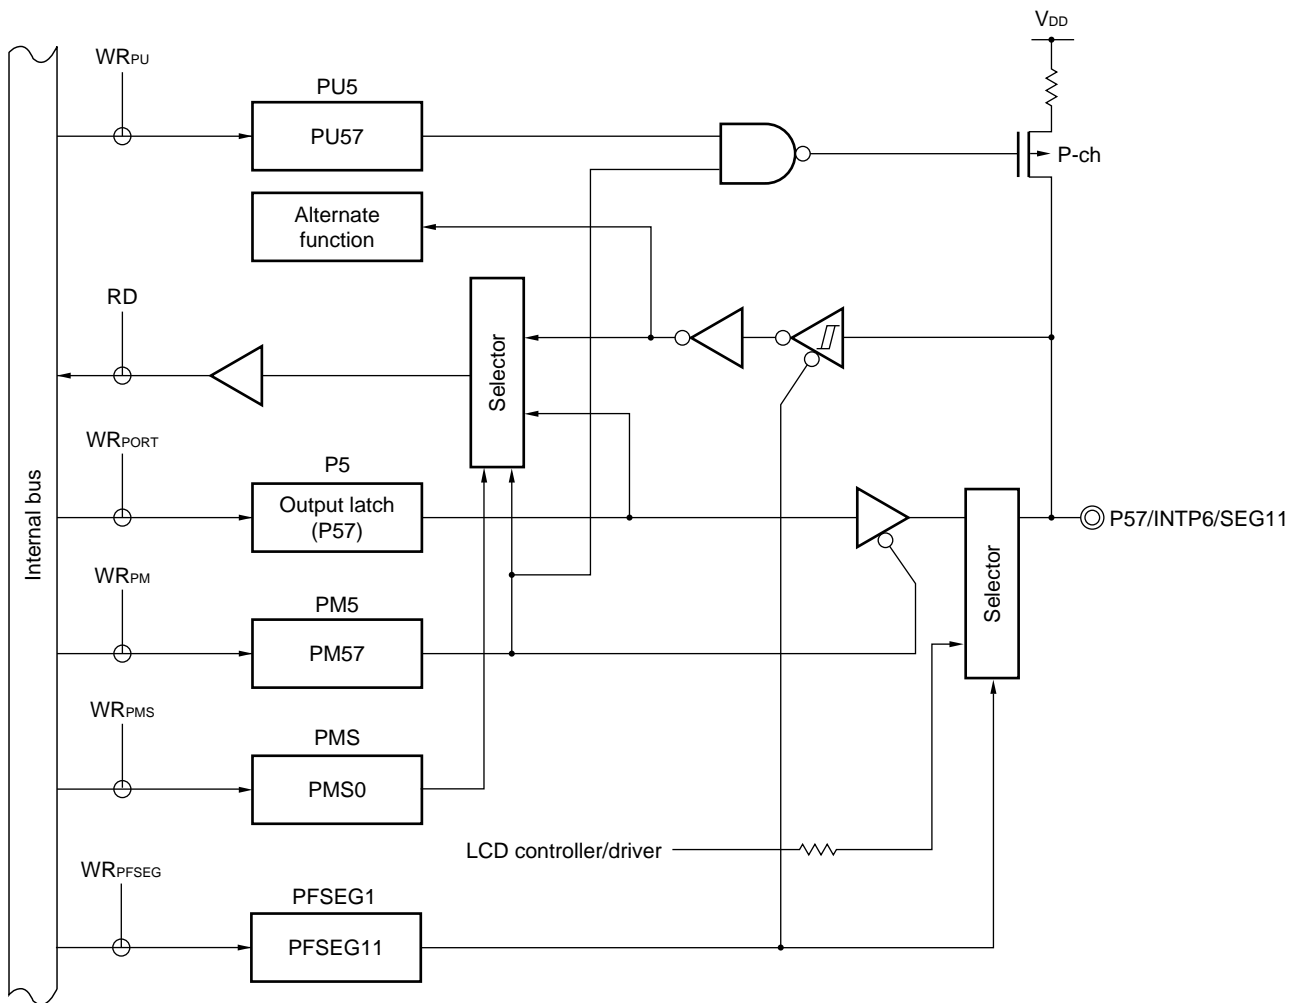 VDD
WRPU
PU5
PU57
P-ch
Alternate
function
RD
Selector
WRPORT
P5
Output latch
(P57)
P57/INTP6/SEG11
Internal bus
WRPM
PM5
PM57
Selector
WRPMS
PMS
PMS0
LCD controller/driver
WRPFSEG
PFSEG1
PFSEG11